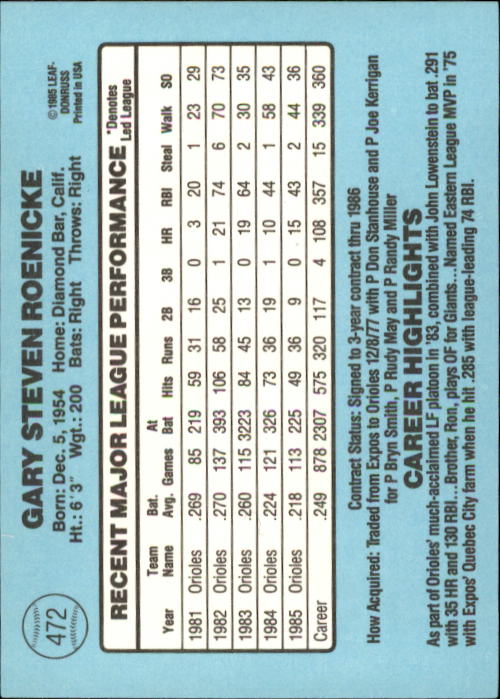 472
GARY STEVEN ROENICKE
©1985 LEAF-
DONRUSS
Printed in USA
Born: Dec. 5, 1954 Home: Diamond Bar, Calif.
Ht.: 6'3" Wgt.: 200 Bats: Right Throws: Right
RECENT MAJOR LEAGUE PERFORMANCE
*Denotes
Led League
Year Team Name Bat. Avg. Games At Bat Hits Runs 2B 3B HR RBI Steal Walk SO
1981 Orioles .269 85 219 59 31 16 0 3 20 1 23 29
1982 Orioles .270 137 393 106 58 25 1 21 74 6 70 73
1983 Orioles .260 115 3223 84 45 13 0 19 64 2 30 35
1984 Orioles .224 121 326 73 36 19 1 10 44 1 58 43
1985 Orioles .218 113 225 49 36 9 0 15 43 2 44 36
Career .249 878 2307 575 320 117 4 108 357 15 339 360
Contract Status: Signed to 3-year contract thru 1986
How Acquired: Traded from Expos to Orioles 12/8/77 with P Don Stanhouse and P Joe Kerrigan
for P Bryn Smith, P Rudy May and P Randy Miller
CAREER HIGHLIGHTS
As part of Orioles' much-acclaimed LF platoon in '83, combined with John Lowenstein to bat .291
with 35 HR and 130 RBI... Brother, Ron, plays OF for Giants... Named Eastern League MVP in '75
with Expos' Quebec City farm when he hit .285 with league-leading 74 RBI.